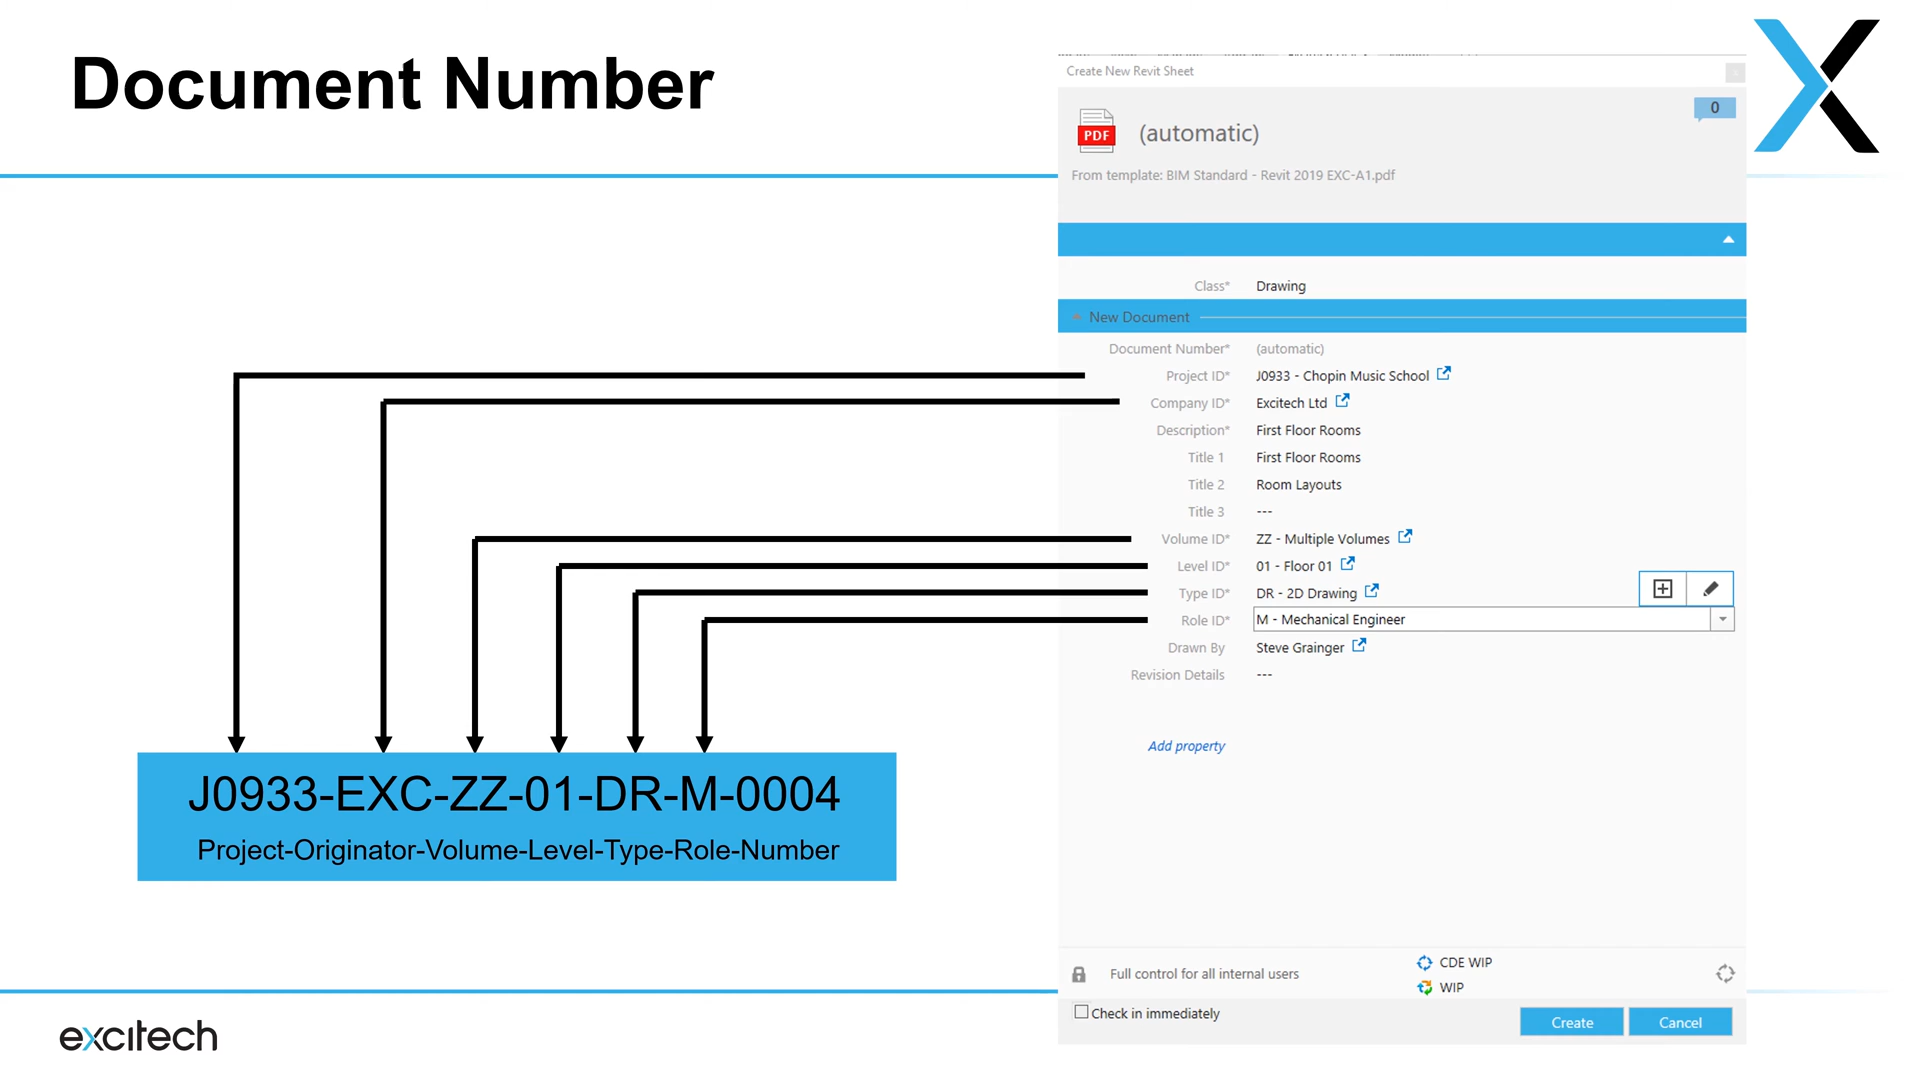 Document Number
Create New Revit Sheet
0
PDF
(automatic)
From template: BIM Standard - Revit 2019 EXC-A1.pdf
Class* Drawing
New Document
Document Number* (automatic)
Project ID* J0933 - Chopin Music School
Company ID* Excitech Ltd
Description* First Floor Rooms
Title 1 First Floor Rooms
Title 2 Room Layouts
Title 3 ---
Volume ID* ZZ - Multiple Volumes
Level ID* 01 - Floor 01
Type ID* DR - 2D Drawing
Role ID* M - Mechanical Engineer
Drawn By Steve Grainger
Revision Details ---
Add property
J0933-EXC-ZZ-01-DR-M-0004
Project-Originator-Volume-Level-Type-Role-Number
Full control for all internal users
CDE WIP
WIP
Check in immediately
Create Cancel
excitech